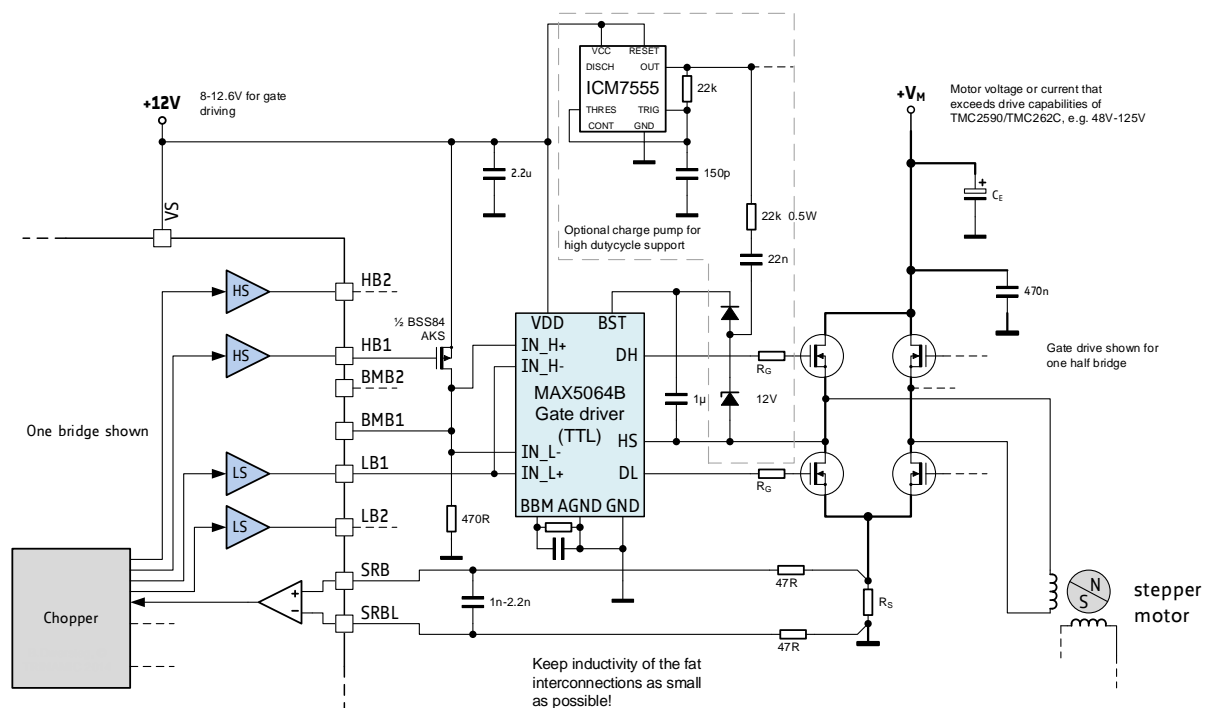 +12V
8-12.6V for gate
driving
VS
VCC RESET
DISCH OUT
ICM7555
THRES TRIG
CONT GND
22k
150p
2.2u
Optional charge pump for
high dutycycle support
22k 0.5W
22n
+VM
Motor voltage or current that
exceeds drive capabilities of
TMC2590/TMC262C, e.g. 48V-125V
+
CE
470n
Gate drive shown for
one half bridge
HS
HB2
HS
HB1
½ BSS84
AKS
BMB2
BMB1
One bridge shown
LS
LB1
LS
LB2
470R
VDD BST
IN_H+
IN_H-
DH
MAX5064B
Gate driver
(TTL)
HS
IN_L-
IN_L+
DL
BBM AGND GND
1µ
12V
RG
RG
SRB
SRBL
+
-
1n-2.2n
47R
47R
RS
Chopper
N
S
stepper
motor
Keep inductivity of the fat
interconnections as small
as possible!